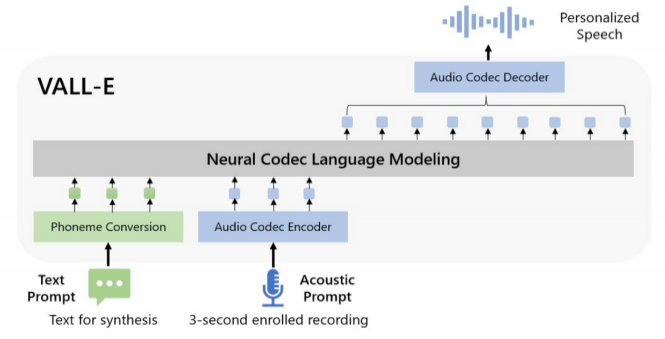 Personalized
Speech
Audio Codec Decoder
VALL-E
Neural Codec Language Modeling
Phoneme Conversion
Audio Codec Encoder
Text
Prompt
Acoustic
Prompt
Text for synthesis
3-second enrolled recording